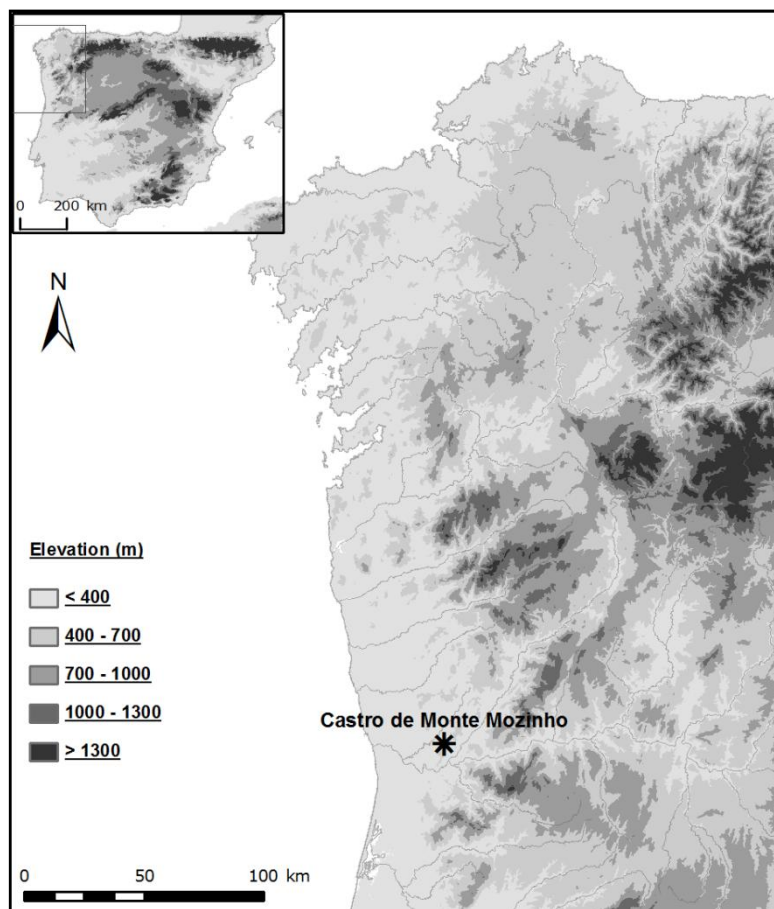 0 200 km
N
Elevation (m)
< 400
400 - 700
700 - 1000
1000 - 1300
> 1300
Castro de Monte Mozinho
0 50 100 km